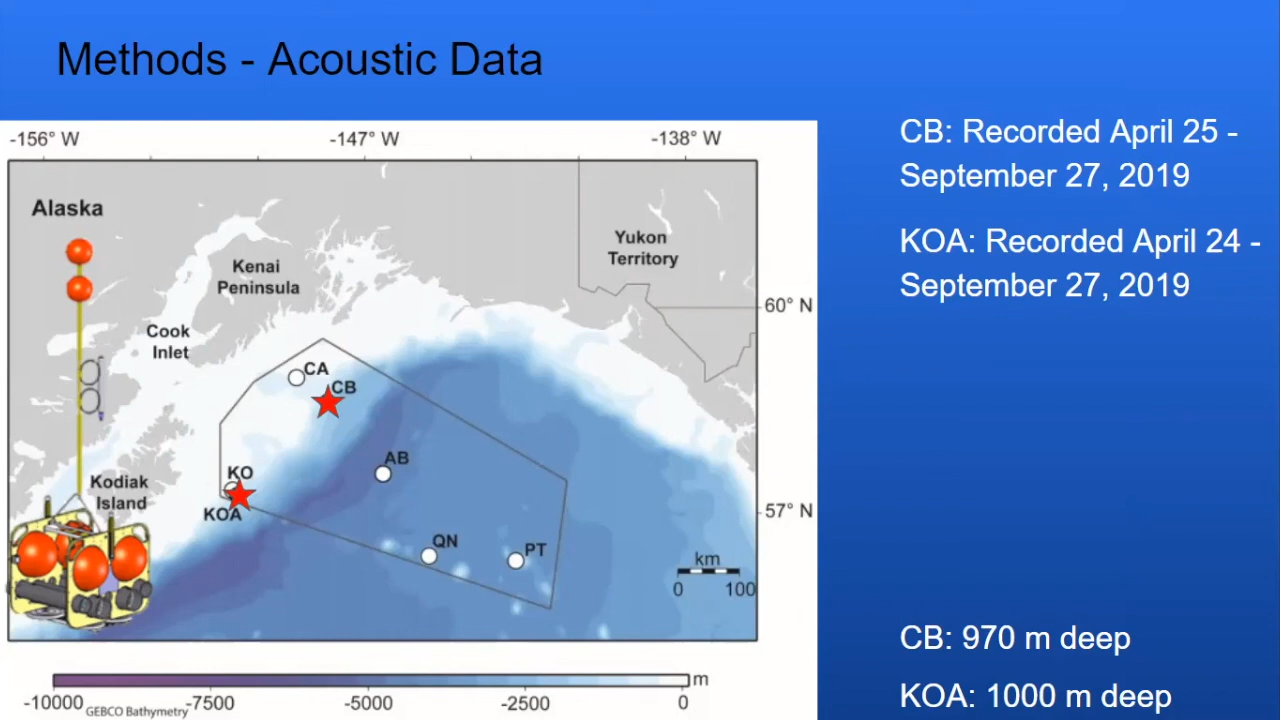 Methods - Acoustic Data
-156° W
-147° W
-138° W
Alaska
Yukon
Territory
Kenai
Peninsula
60° N
Cook
Inlet
CA
CB
AB
KO
Kodiak
Island
KOA
57° N
QN
PT
km
0 100
m
-10000 -7500 -5000 -2500 0
GEBCO Bathymetry
CB: Recorded April 25 -
September 27, 2019
KOA: Recorded April 24 -
September 27, 2019
CB: 970 m deep
KOA: 1000 m deep